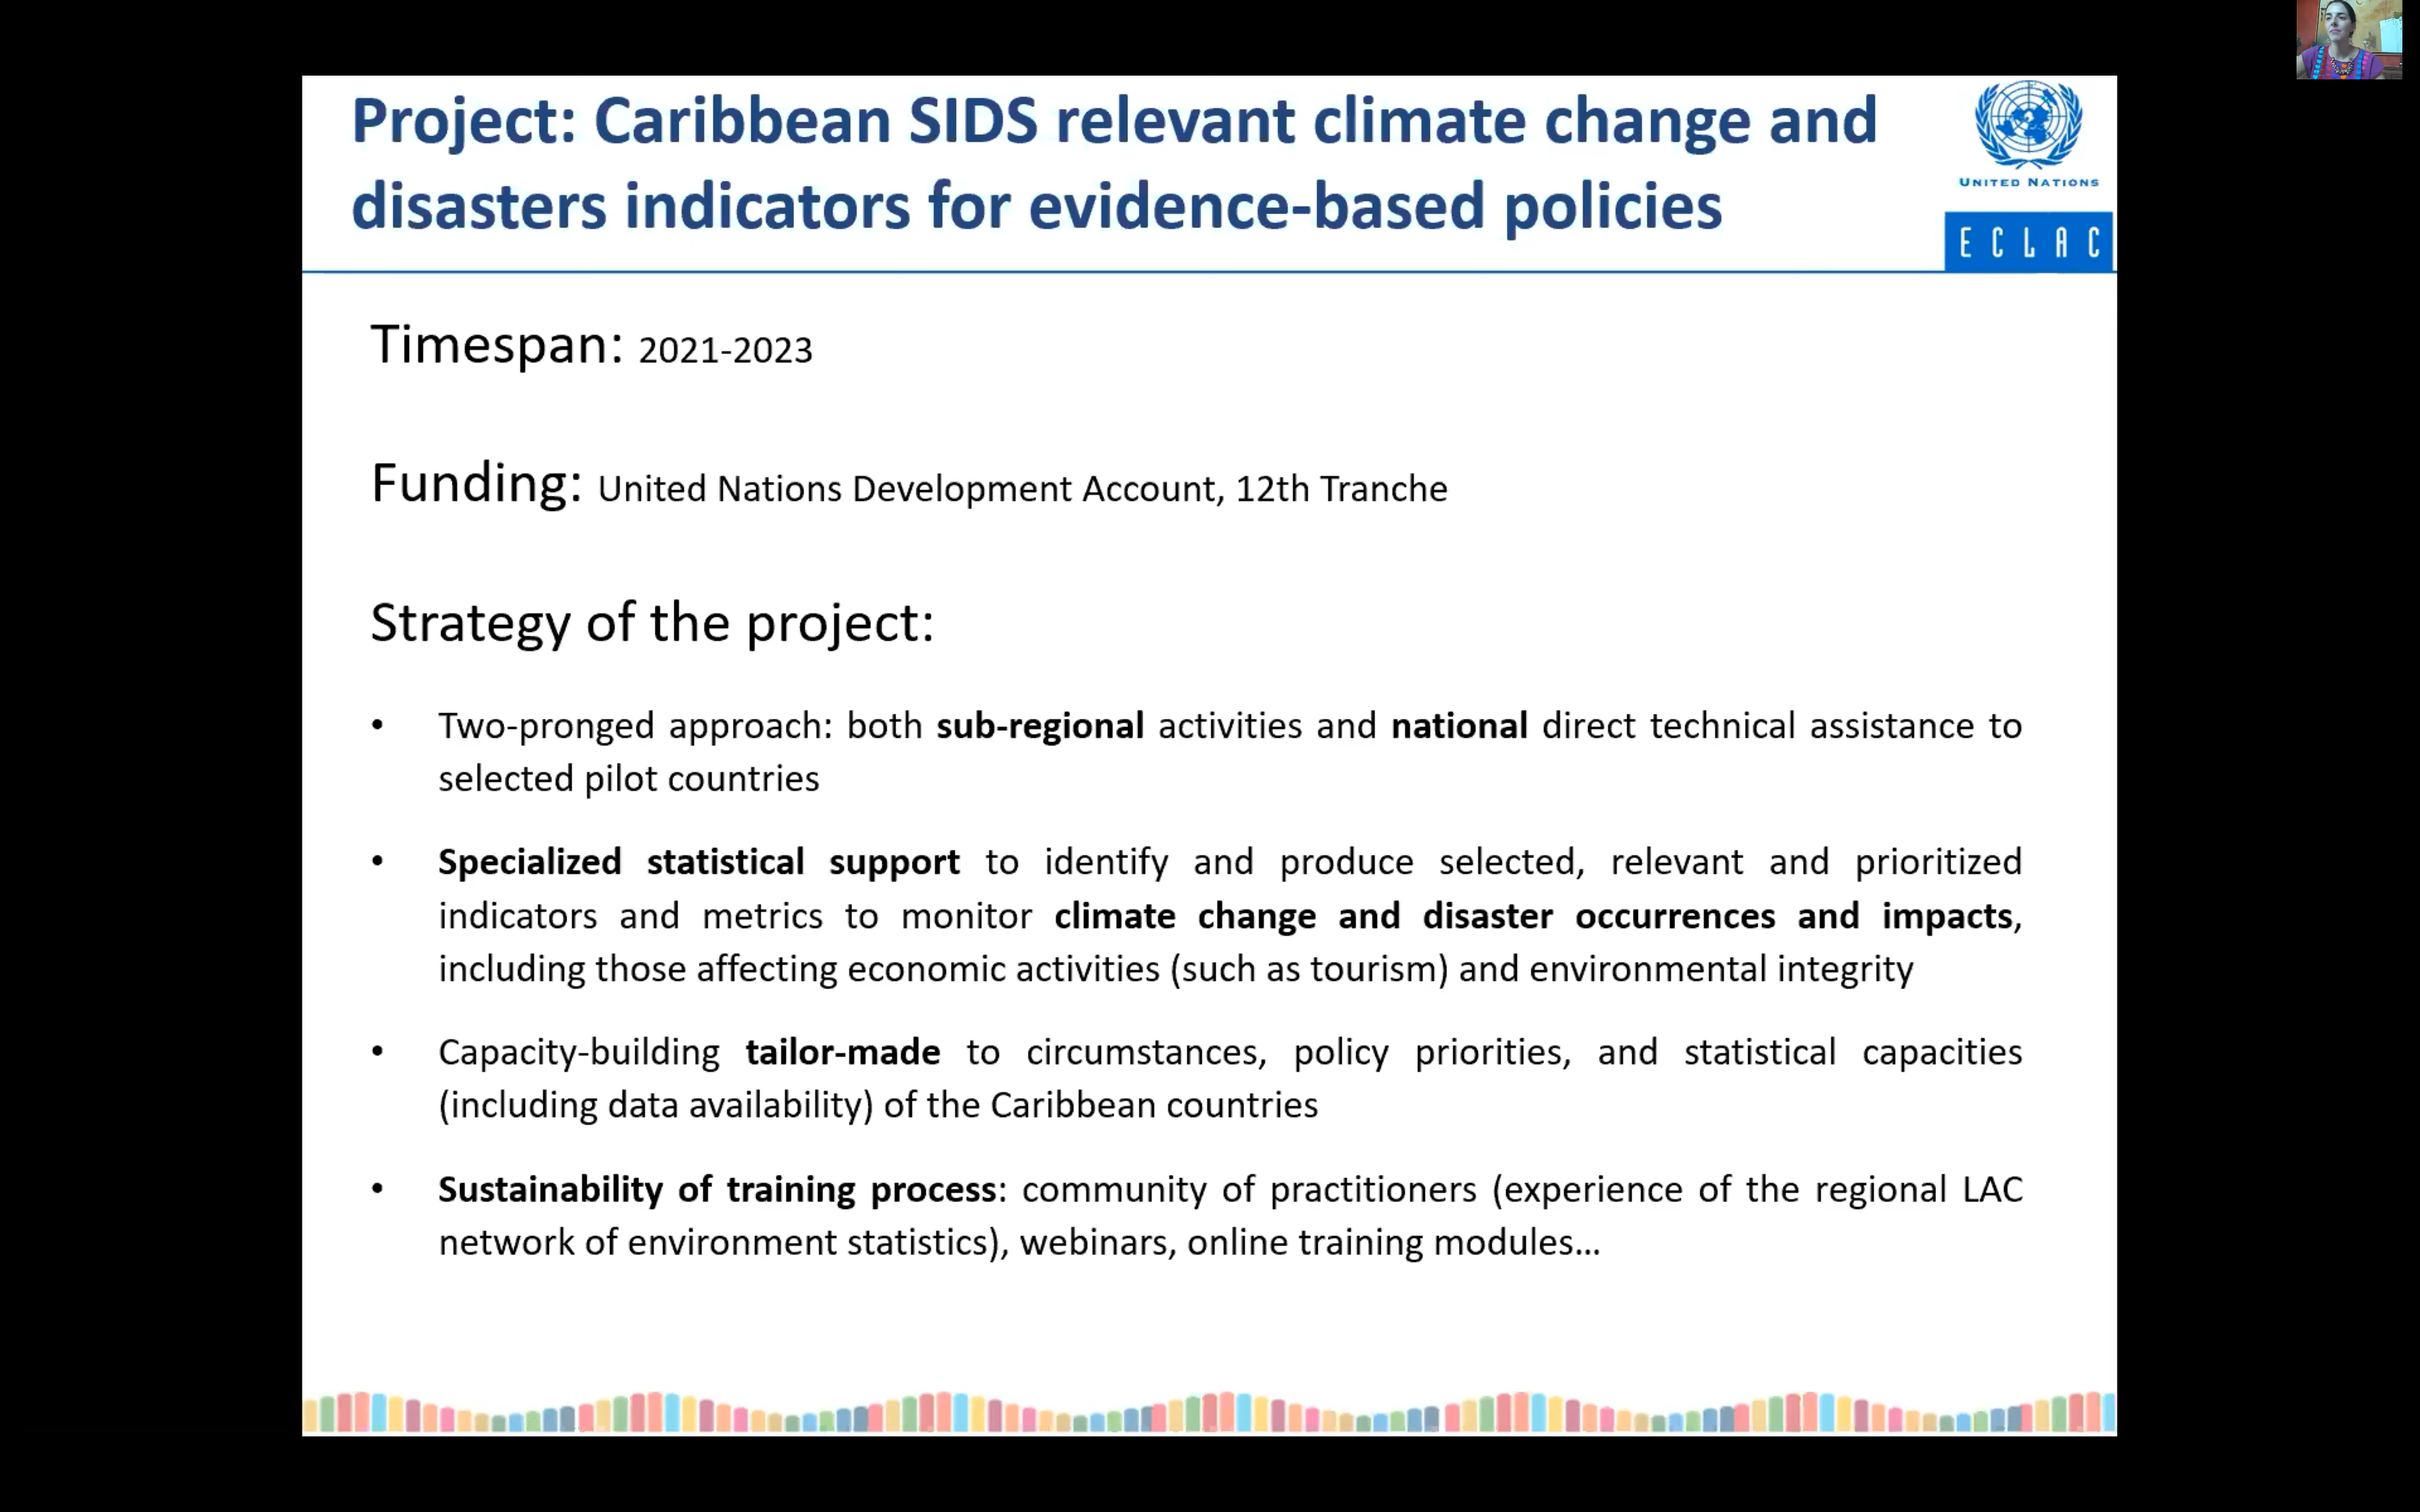 Project: Caribbean SIDS relevant climate change and
disasters indicators for evidence-based policies
UNITED NATIONS
ECLAC
Timespan: 2021-2023
Funding: United Nations Development Account, 12th Tranche
Strategy of the project:
• Two-pronged approach: both sub-regional activities and national direct technical assistance to
selected pilot countries
• Specialized statistical support to identify and produce selected, relevant and prioritized
indicators and metrics to monitor climate change and disaster occurrences and impacts,
including those affecting economic activities (such as tourism) and environmental integrity
• Capacity-building tailor-made to circumstances, policy priorities, and statistical capacities
(including data availability) of the Caribbean countries
• Sustainability of training process: community of practitioners (experience of the regional LAC
network of environment statistics), webinars, online training modules...